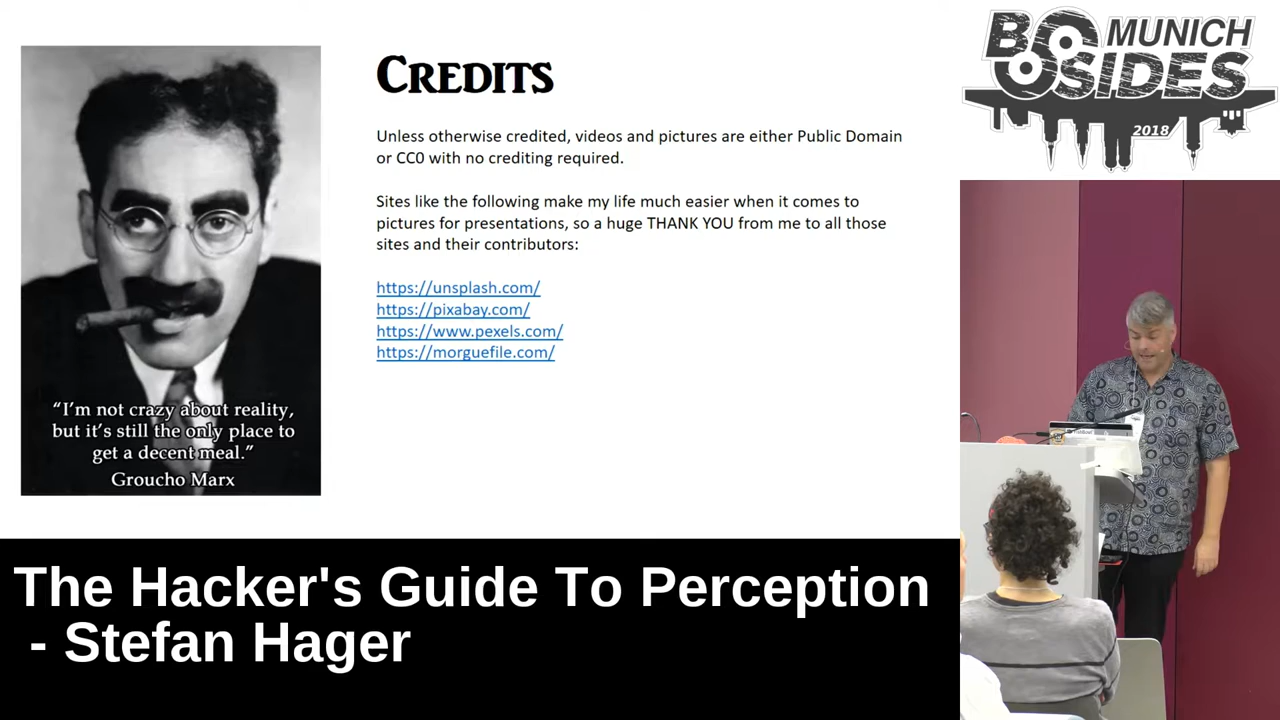 CREDITS
Unless otherwise credited, videos and pictures are either Public Domain
or CC0 with no crediting required.
Sites like the following make my life much easier when it comes to
pictures for presentations, so a huge THANK YOU from me to all those
sites and their contributors:
https://unsplash.com/
https://pixabay.com/
https://www.pexels.com/
https://morguefile.com/
“I’m not crazy about reality,
but it’s still the only place to
get a decent meal.”
Groucho Marx
BSIDES
MUNICH
2018
The Hacker's Guide To Perception
- Stefan Hager